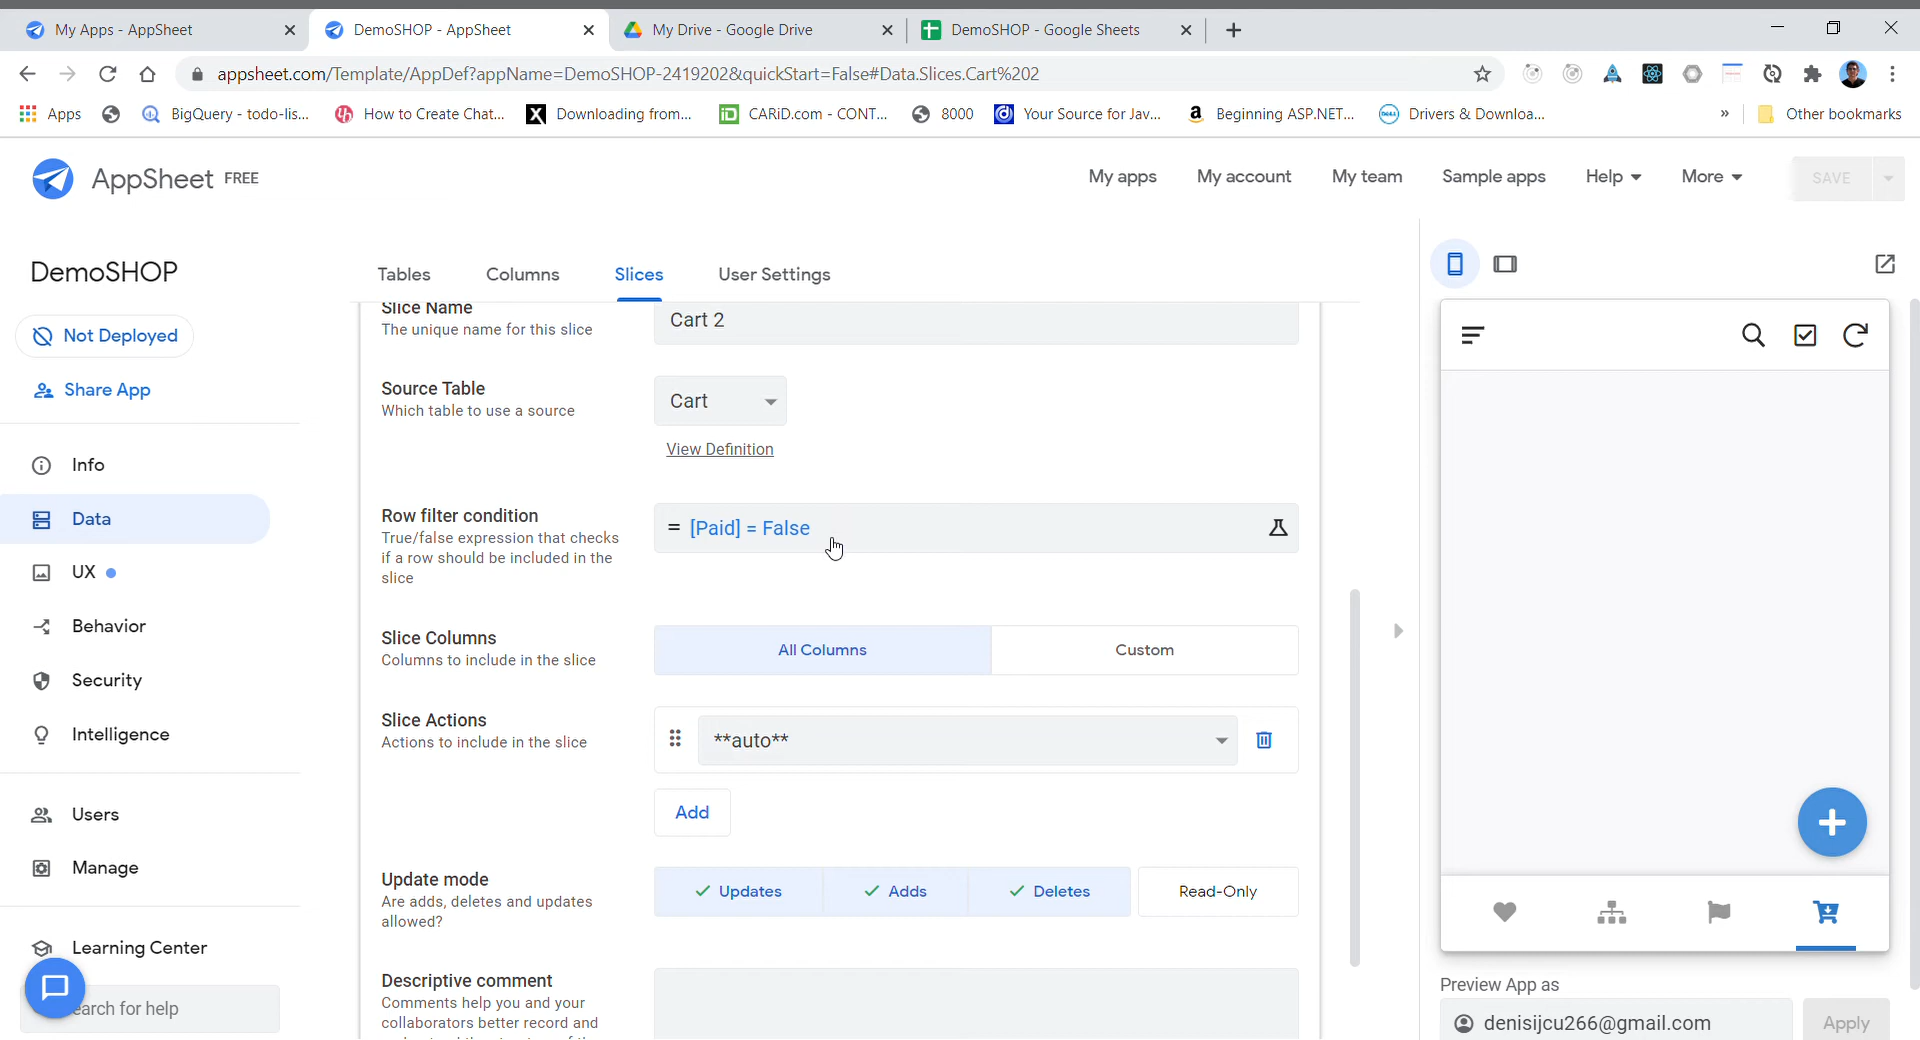 My Apps - AppSheet
DemoSHOP - AppSheet
My Drive - Google Drive
DemoSHOP - Google Sheets
appsheet.com/Template/AppDef?appName=DemoSHOP-2419202&quickStart=False#Data.Slices.Cart%202
Apps
BigQuery - todo-lis...
How to Create Chat...
Downloading from...
CARiD.com - CONT...
8000
Your Source for Jav...
Beginning ASP.NET...
Drivers & Downloa...
»
Other bookmarks
AppSheet FREE
My apps
My account
My team
Sample apps
Help
More
SAVE
DemoSHOP
Not Deployed
Share App
Info
Data
UX
Behavior
Security
Intelligence
Users
Manage
Learning Center
earch for help
Tables
Columns
Slices
User Settings
Slice Name
The unique name for this slice
Cart 2
Source Table
Which table to use a source
Cart
View Definition
Row filter condition
True/false expression that checks
if a row should be included in the
slice
= [Paid] = False
Slice Columns
Columns to include in the slice
All Columns
Custom
Slice Actions
Actions to include in the slice
**auto**
Add
Update mode
Are adds, deletes and updates
allowed?
Updates
Adds
Deletes
Read-Only
Descriptive comment
Comments help you and your
collaborators better record and
Preview App as
denisijcu266@gmail.com
Apply